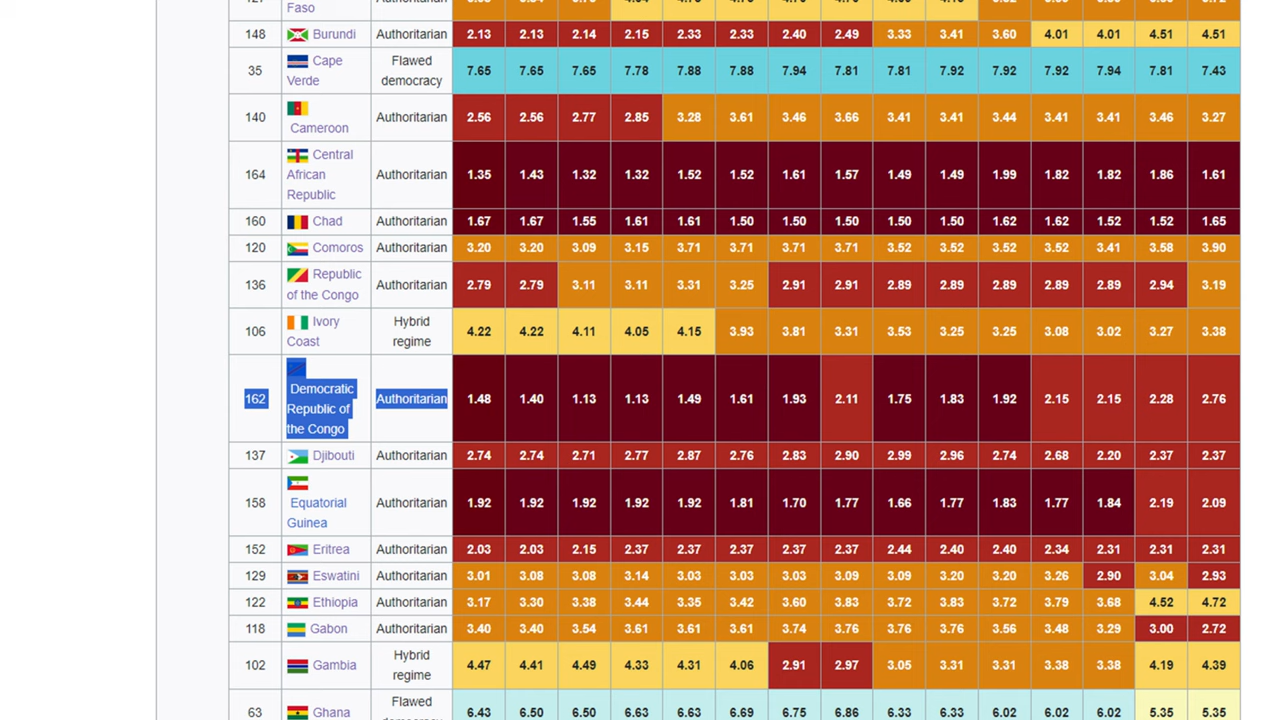 Faso
148 Burundi Authoritarian 2.13 2.13 2.14 2.15 2.33 2.33 2.40 2.49 3.33 3.41 3.60 4.01 4.01 4.51 4.51
35 Cape Verde Flawed democracy 7.65 7.65 7.65 7.78 7.88 7.88 7.94 7.81 7.81 7.92 7.92 7.92 7.94 7.81 7.43
140 Cameroon Authoritarian 2.56 2.56 2.77 2.85 3.28 3.61 3.46 3.66 3.41 3.41 3.44 3.41 3.41 3.46 3.27
164 Central African Republic Authoritarian 1.35 1.43 1.32 1.32 1.52 1.52 1.61 1.57 1.49 1.49 1.99 1.82 1.82 1.86 1.61
160 Chad Authoritarian 1.67 1.67 1.55 1.61 1.61 1.50 1.50 1.50 1.50 1.50 1.62 1.62 1.52 1.52 1.65
120 Comoros Authoritarian 3.20 3.20 3.09 3.15 3.71 3.71 3.71 3.71 3.52 3.52 3.52 3.52 3.41 3.58 3.90
136 Republic of the Congo Authoritarian 2.79 2.79 3.11 3.11 3.31 3.25 2.91 2.91 2.89 2.89 2.89 2.89 2.89 2.94 3.19
106 Ivory Coast Hybrid regime 4.22 4.22 4.11 4.05 4.15 3.93 3.81 3.31 3.53 3.25 3.25 3.08 3.02 3.27 3.38
162 Democratic Republic of the Congo Authoritarian 1.48 1.40 1.13 1.13 1.49 1.61 1.93 2.11 1.75 1.83 1.92 2.15 2.15 2.28 2.76
137 Djibouti Authoritarian 2.74 2.74 2.71 2.77 2.87 2.76 2.83 2.90 2.99 2.96 2.74 2.68 2.20 2.37 2.37
158 Equatorial Guinea Authoritarian 1.92 1.92 1.92 1.92 1.92 1.81 1.70 1.77 1.66 1.77 1.83 1.77 1.84 2.19 2.09
152 Eritrea Authoritarian 2.03 2.03 2.15 2.37 2.37 2.37 2.37 2.37 2.44 2.40 2.40 2.34 2.31 2.31 2.31
129 Eswatini Authoritarian 3.01 3.08 3.08 3.14 3.03 3.03 3.03 3.09 3.09 3.20 3.20 3.26 2.90 3.04 2.93
122 Ethiopia Authoritarian 3.17 3.30 3.38 3.44 3.35 3.42 3.60 3.83 3.72 3.83 3.72 3.79 3.68 4.52 4.72
118 Gabon Authoritarian 3.40 3.40 3.54 3.61 3.61 3.61 3.74 3.76 3.76 3.76 3.56 3.48 3.29 3.00 2.72
102 Gambia Hybrid regime 4.47 4.41 4.49 4.33 4.31 4.06 2.91 2.97 3.05 3.31 3.31 3.38 3.38 4.19 4.39
63 Ghana Flawed 6.43 6.50 6.50 6.63 6.63 6.69 6.75 6.86 6.33 6.33 6.02 6.02 6.02 5.35 5.35